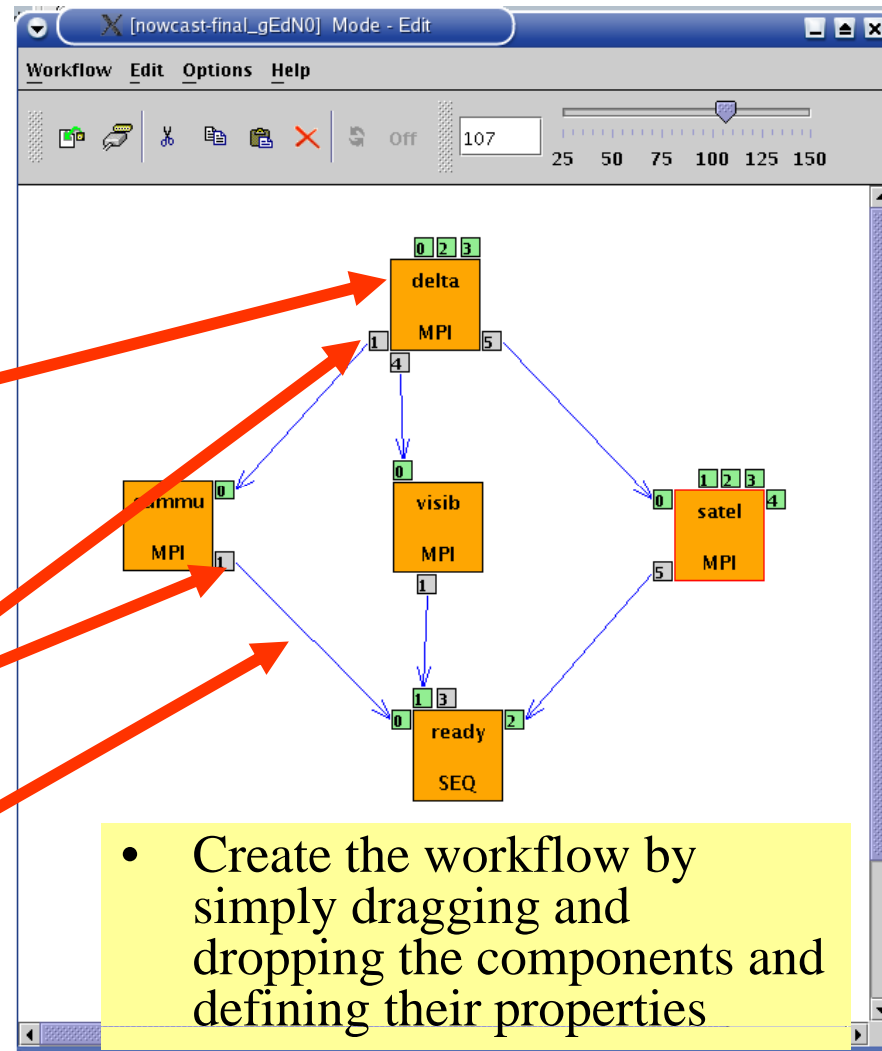 [nowcast-final_gEdN0] Mode - Edit
Workflow Edit Options Help
Off 107
25 50 75 100 125 150
0 2 3
delta
MPI
1 5
4
0
0
1 2 3
0 4
visib
satel
MPI
MPI
MPI
1
5
1
1 3
0 2
ready
SEQ
• Create the workflow by
simply dragging and
dropping the components and
defining their properties